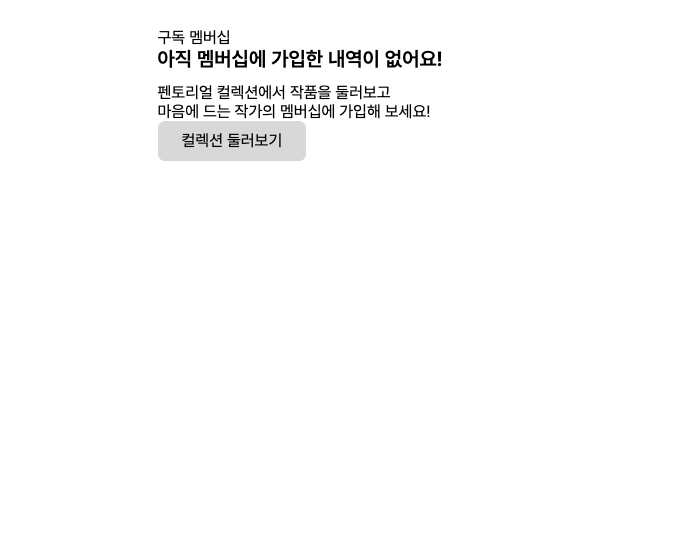 구독 멤버십
아직 멤버십에 가입한 내역이 없어요!
펜토리얼 컬렉션에서 작품을 둘러보고
마음에 드는 작가의 멤버십에 가입해 보세요!
컬렉션 둘러보기